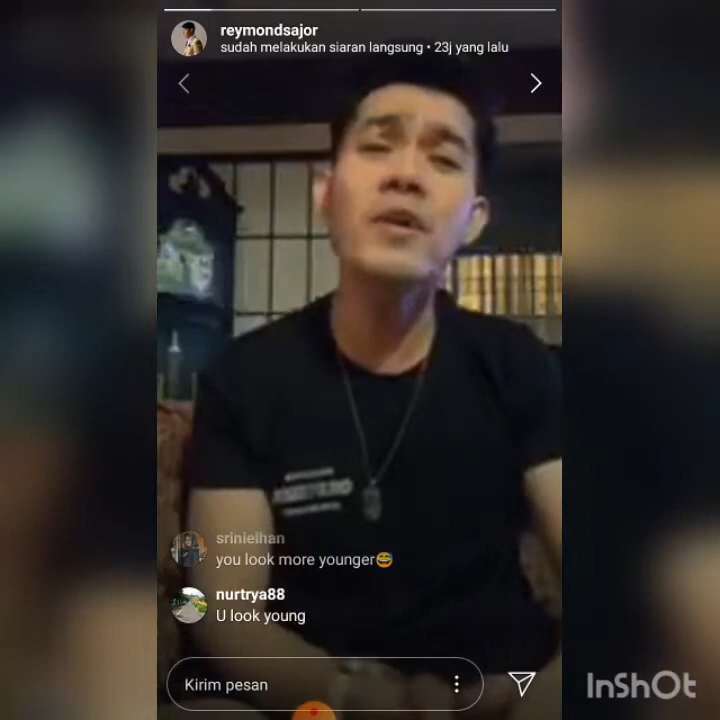 reymondsajor
sudah melakukan siaran langsung • 23j yang lalu
srinielhan
you look more younger😅
nurtrya88
U look young
Kirim pesan
InShOt